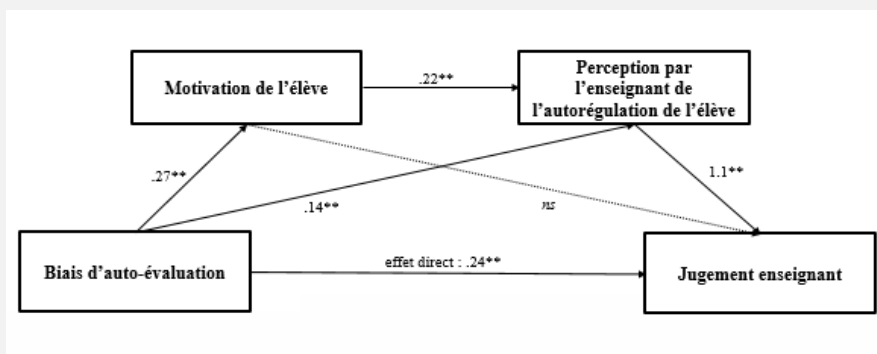 Motivation de l'élève
.22**
Perception par
l'enseignant de
l'autorégulation de l'élève
.27**
.14**
ns
1.1**
Biais d'auto-évaluation
effet direct : .24**
Jugement enseignant